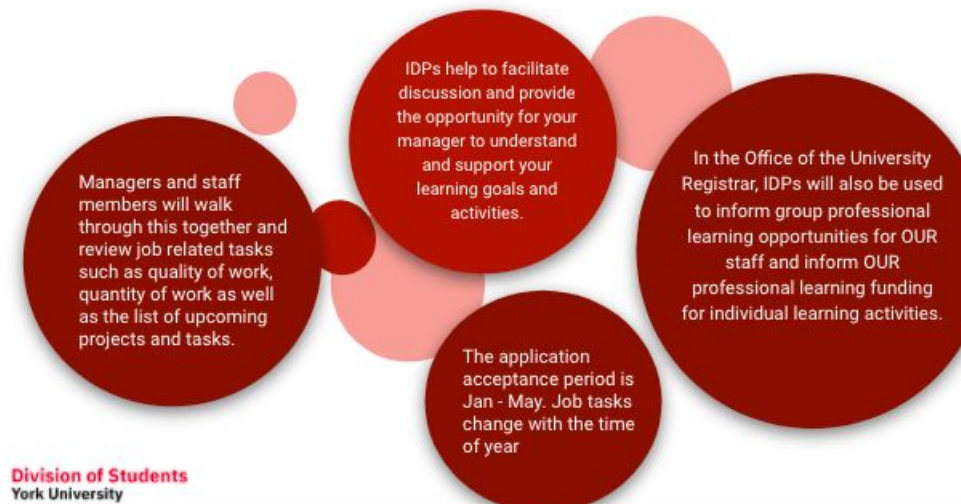 IDPs help to facilitate
discussion and provide
the opportunity for your
manager to understand
and support your
learning goals and
activities.
Managers and staff
members will walk
through this together and
review job related tasks
such as quality of work,
quantity of work as well
as the list of upcoming
projects and tasks.
In the Office of the University
Registrar, IDPs will also be used
to inform group professional
learning opportunities for OUR
staff and inform OUR
professional learning funding
for individual learning activities.
The application
acceptance period is
Jan - May. Job tasks
change with the time
of year
Division of Students
York University